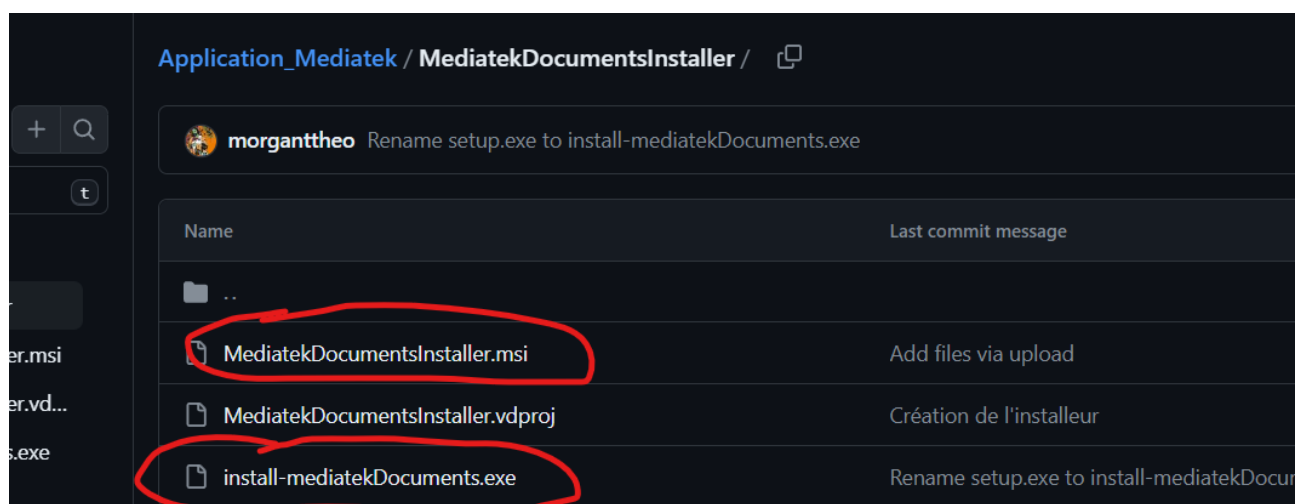 Application_Mediatek / MediatekDocumentsInstaller /
morganttheo Rename setup.exe to install-mediatekDocuments.exe
t
Name Last commit message
..
er.msi MediatekDocumentsInstaller.msi Add files via upload
er.vd... MediatekDocumentsInstaller.vdproj Création de l'installeur
s.exe install-mediatekDocuments.exe Rename setup.exe to install-mediatekDocur